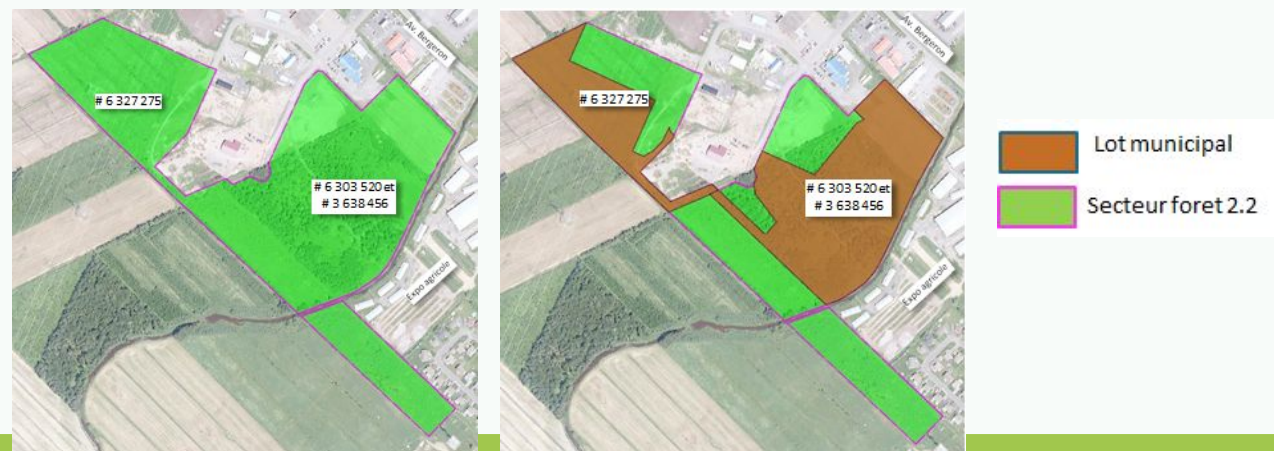 Av. Bergeron
# 6 327 275
# 6 303 520 et
# 3 638 456
Expo agricole
Av. Bergeron
# 6 327 275
# 6 303 520 et
# 3 638 456
Expo agricole
Lot municipal
Secteur foret 2.2